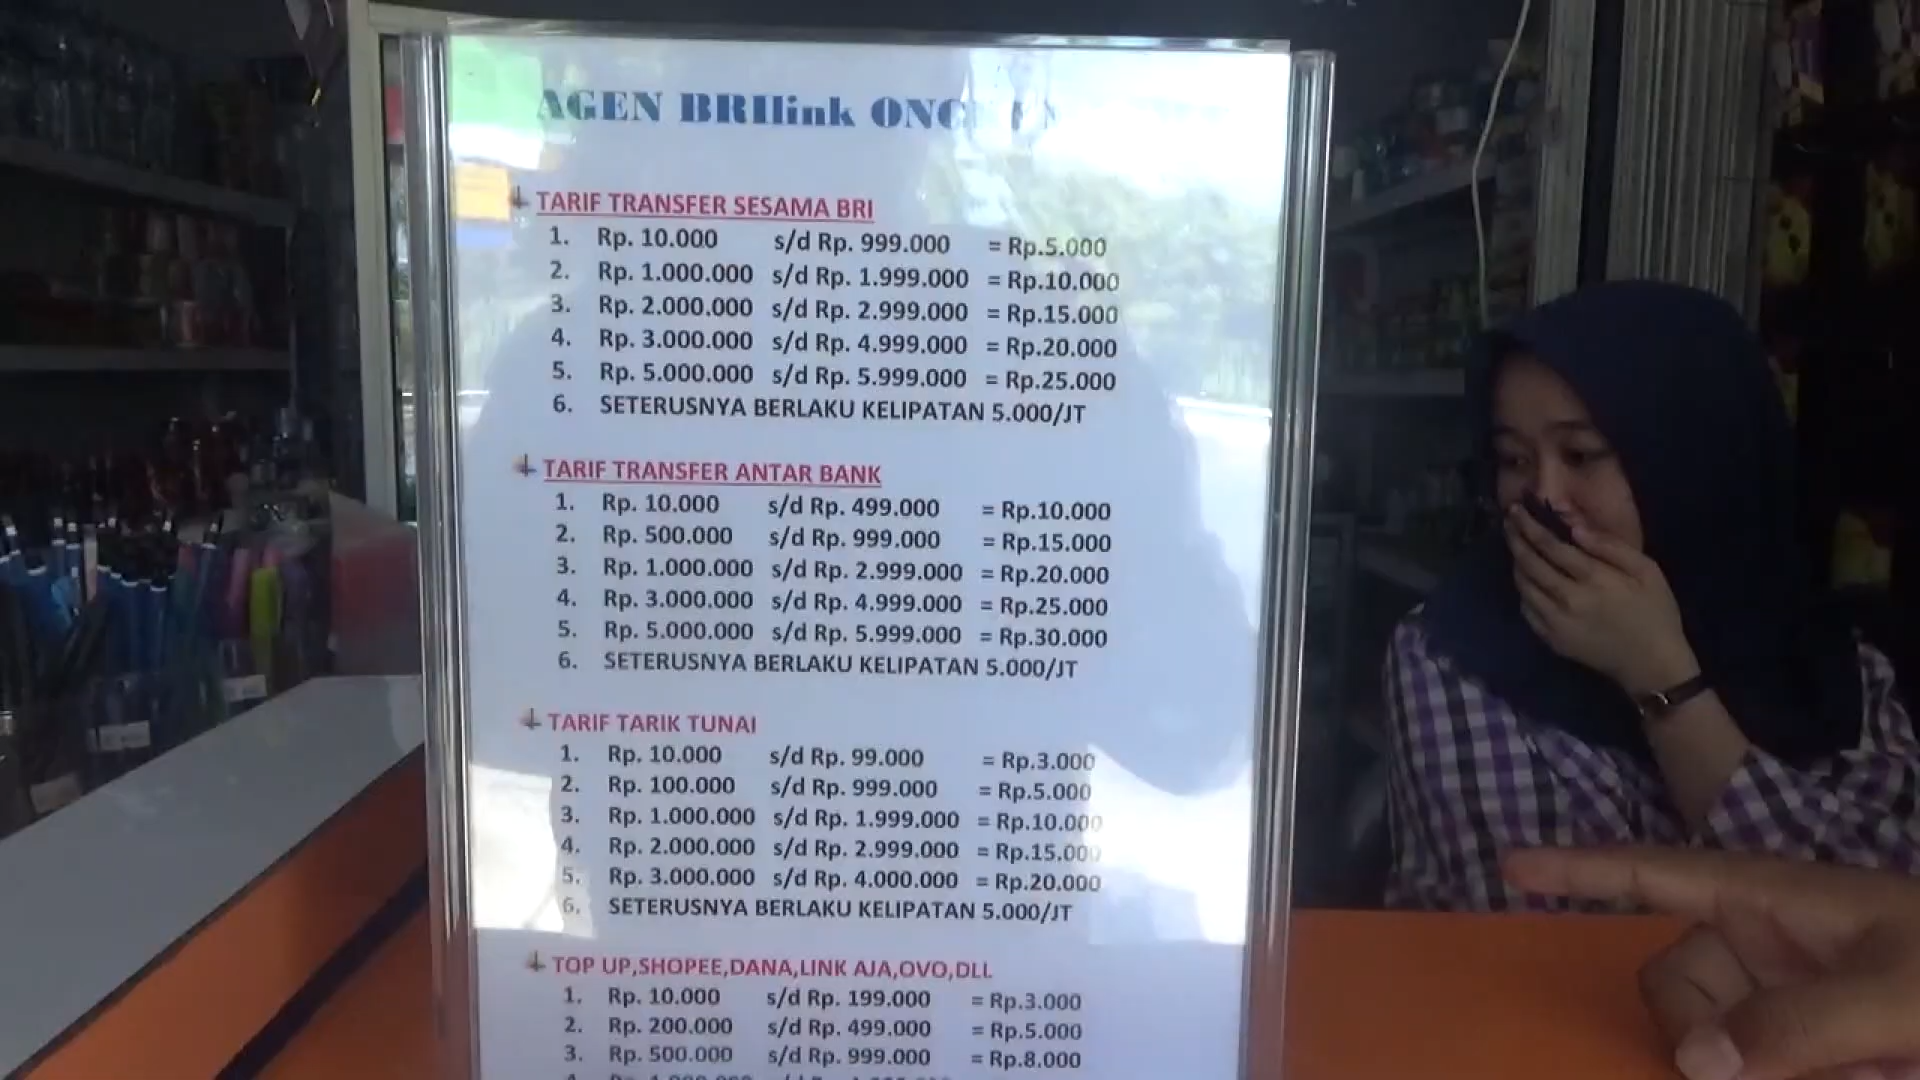 AGEN BRIlink
TARIF TRANSFER SESAMA BRI
1. Rp. 10.000 s/d Rp. 999.000 = Rp.5.000
2. Rp. 1.000.000 s/d Rp. 1.999.000 = Rp.10.000
3. Rp. 2.000.000 s/d Rp. 2.999.000 = Rp.15.000
4. Rp. 3.000.000 s/d Rp. 4.999.000 = Rp.20.000
5. Rp. 5.000.000 s/d Rp. 5.999.000 = Rp.25.000
6. SETERUSNYA BERLAKU KELIPATAN 5.000/JT
TARIF TRANSFER ANTAR BANK
1. Rp. 10.000 s/d Rp. 499.000 = Rp.10.000
2. Rp. 500.000 s/d Rp. 999.000 = Rp.15.000
3. Rp. 1.000.000 s/d Rp. 2.999.000 = Rp.20.000
4. Rp. 3.000.000 s/d Rp. 4.999.000 = Rp.25.000
5. Rp. 5.000.000 s/d Rp. 5.999.000 = Rp.30.000
6. SETERUSNYA BERLAKU KELIPATAN 5.000/JT
TARIF TARIK TUNAI
1. Rp. 10.000 s/d Rp. 99.000 = Rp.3.000
2. Rp. 100.000 s/d Rp. 999.000 = Rp.5.000
3. Rp. 1.000.000 s/d Rp. 1.999.000 = Rp.10.000
4. Rp. 2.000.000 s/d Rp. 2.999.000 = Rp.15.000
5. Rp. 3.000.000 s/d Rp. 4.000.000 = Rp.20.000
6. SETERUSNYA BERLAKU KELIPATAN 5.000/JT
TOP UP,SHOPEE,DANA,LINK AJA,OVO,DLL
1. Rp. 10.000 s/d Rp. 199.000 = Rp.3.000
2. Rp. 200.000 s/d Rp. 499.000 = Rp.5.000
3. Rp. 500.000 s/d Rp. 999.000 = Rp.8.000